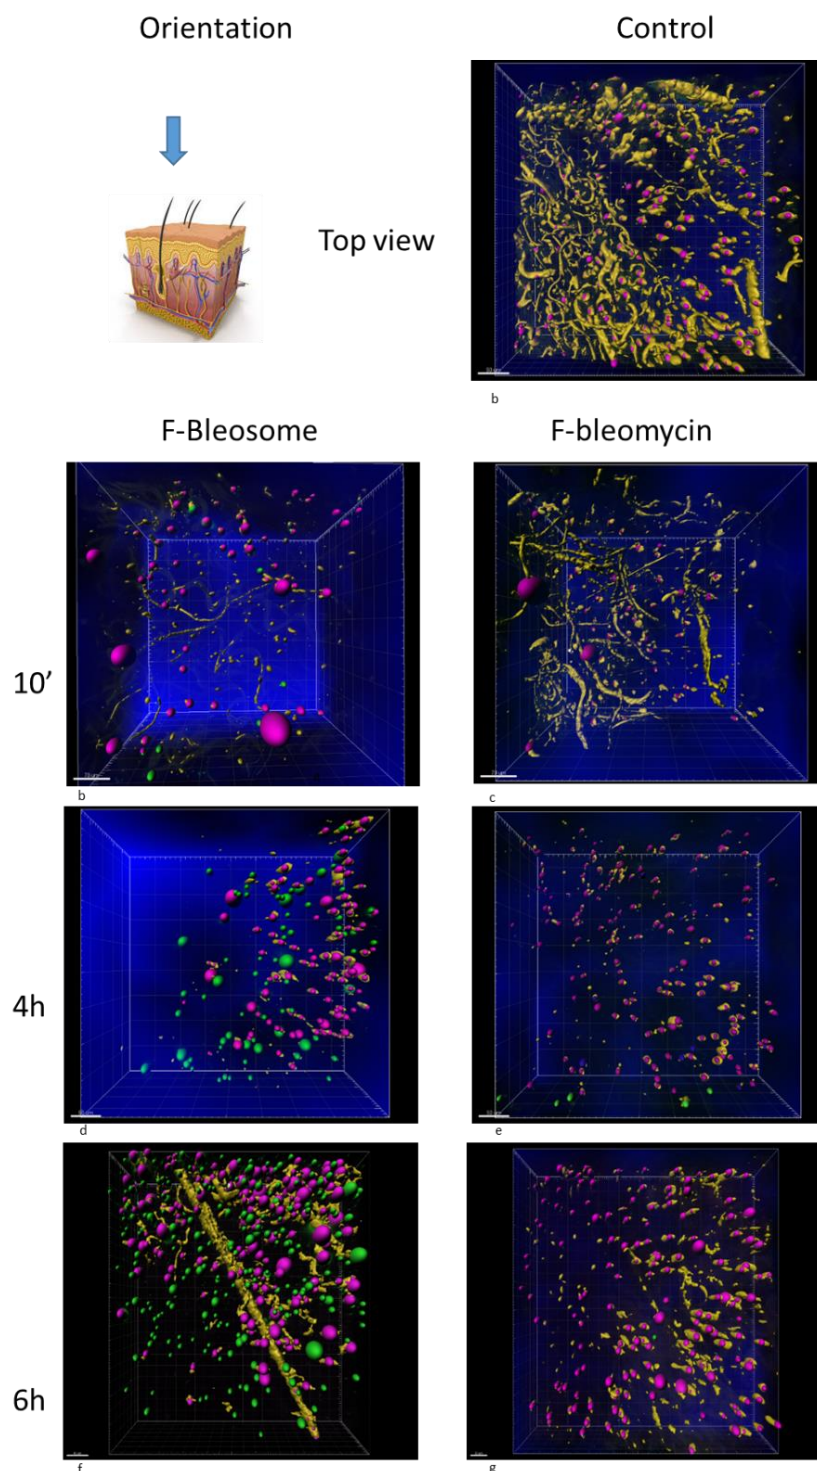 Orientation
Control
Top view
b
F-Bleosome
F-bleomycin
10’
b
c
4h
d
e
6h
f
g